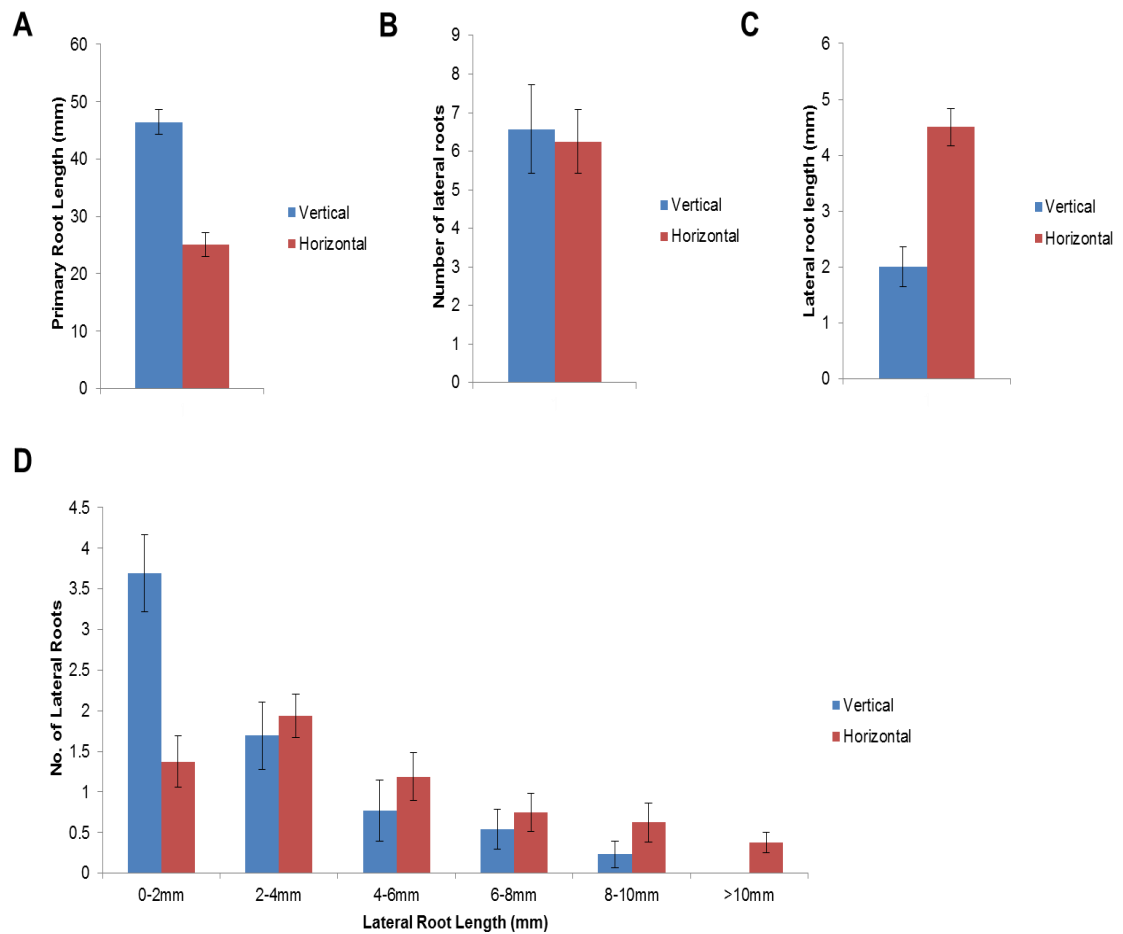 A
Primary Root Length (mm)
60
50
40
30
20
10
0
Vertical
Horizontal
B
Number of lateral roots
9
8
7
6
5
4
3
2
1
0
Vertical
Horizontal
C
Lateral root length (mm)
6
5
4
3
2
1
0
Vertical
Horizontal
D
No. of Lateral Roots
4.5
4
3.5
3
2.5
2
1.5
1
0.5
0
0-2mm 2-4mm 4-6mm 6-8mm 8-10mm >10mm
Lateral Root Length (mm)
Vertical
Horizontal